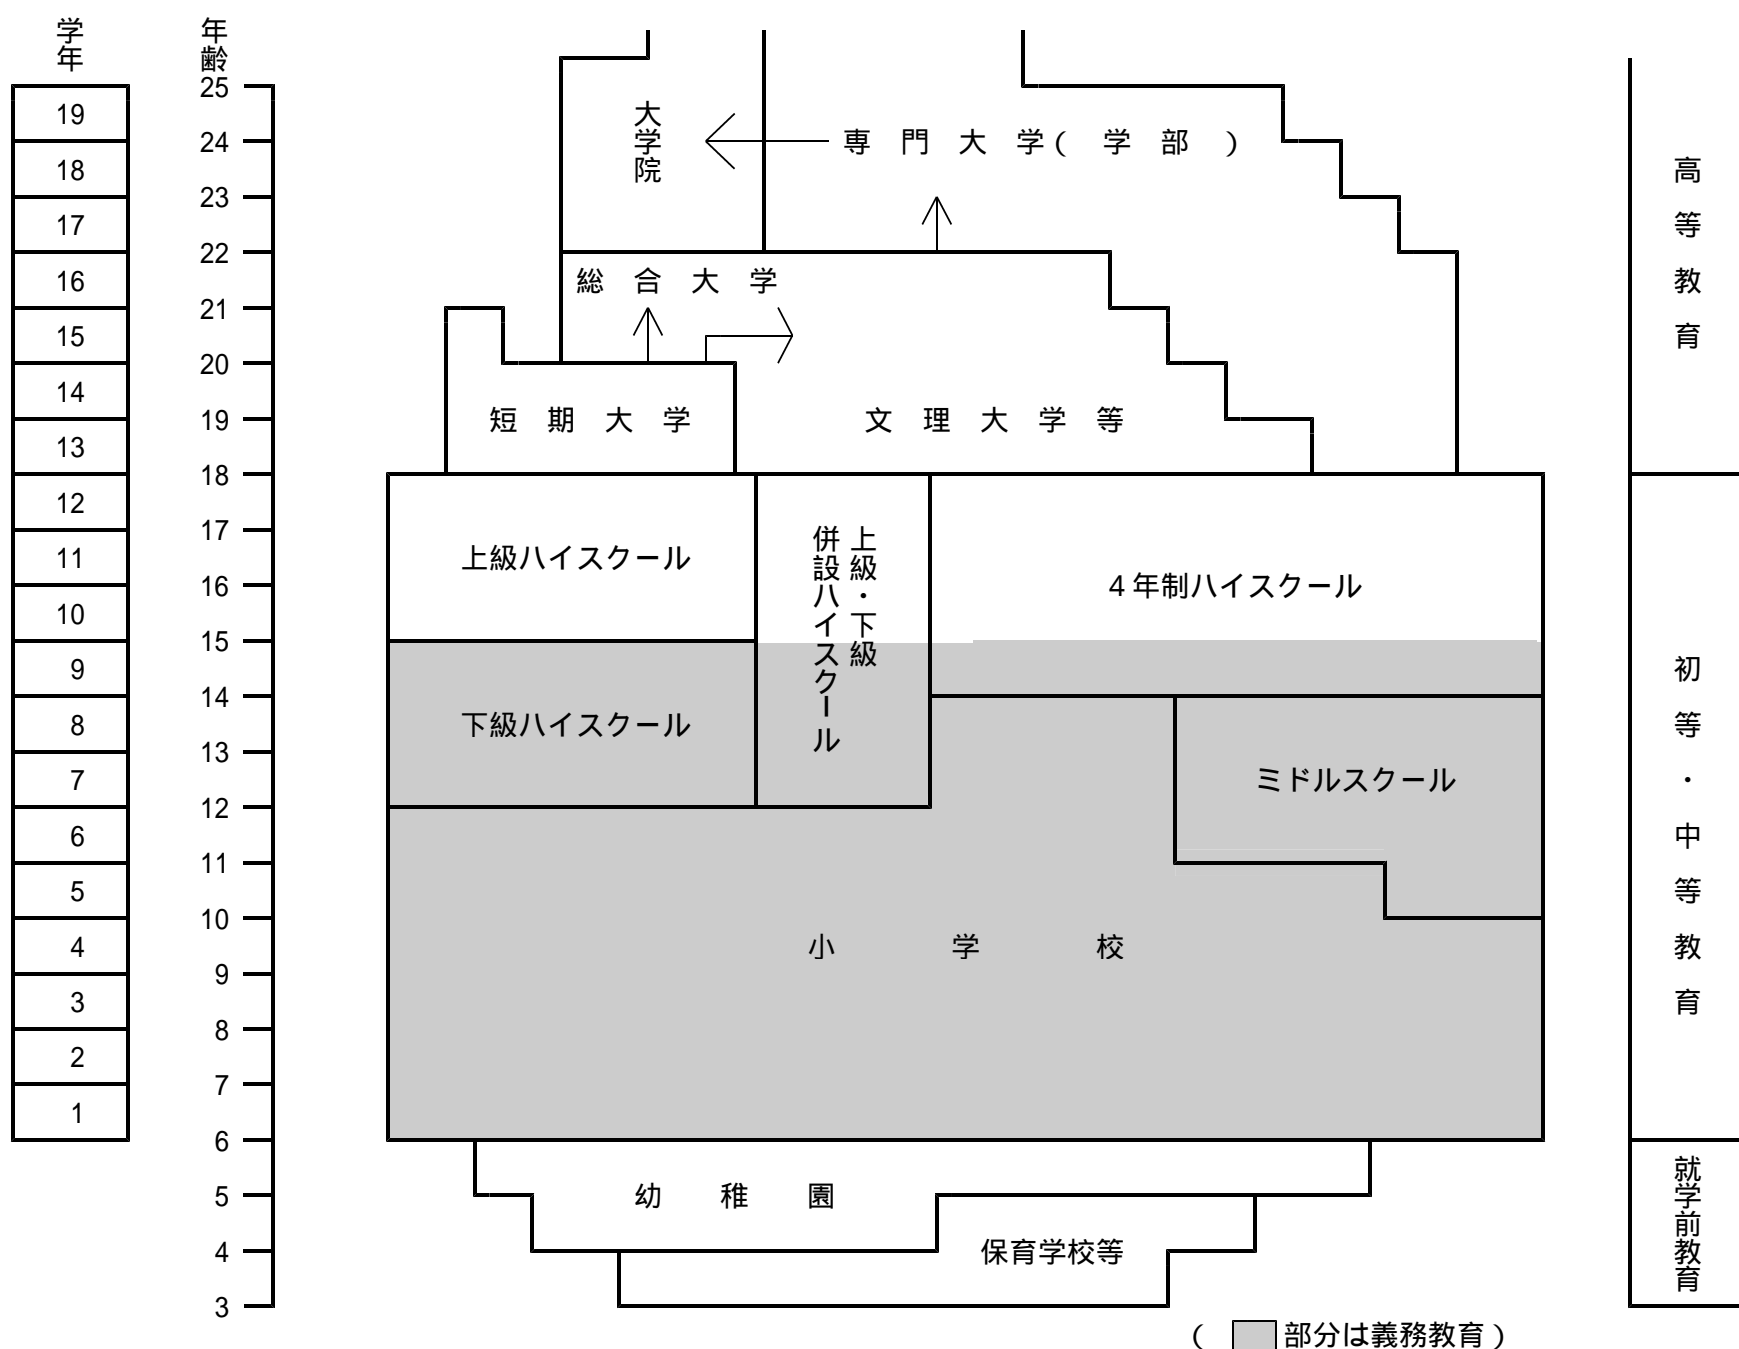 学年
年齢
25
19
24
18
23
17
22
16
21
15
20
14
19
13
18
12
17
11
16
10
15
9
14
8
13
7
12
6
11
5
10
4
9
3
8
2
7
1
6
5
4
3
大学院
専門大学(学部)
総合大学
短期大学
文理大学等
上級ハイスクール
上級・下級
併設ハイスクール
4年制ハイスクール
下級ハイスクール
ミドルスクール
小学校
幼稚園
保育学校等
高等教育
初等・中等教育
就学前教育
( 部分は義務教育)